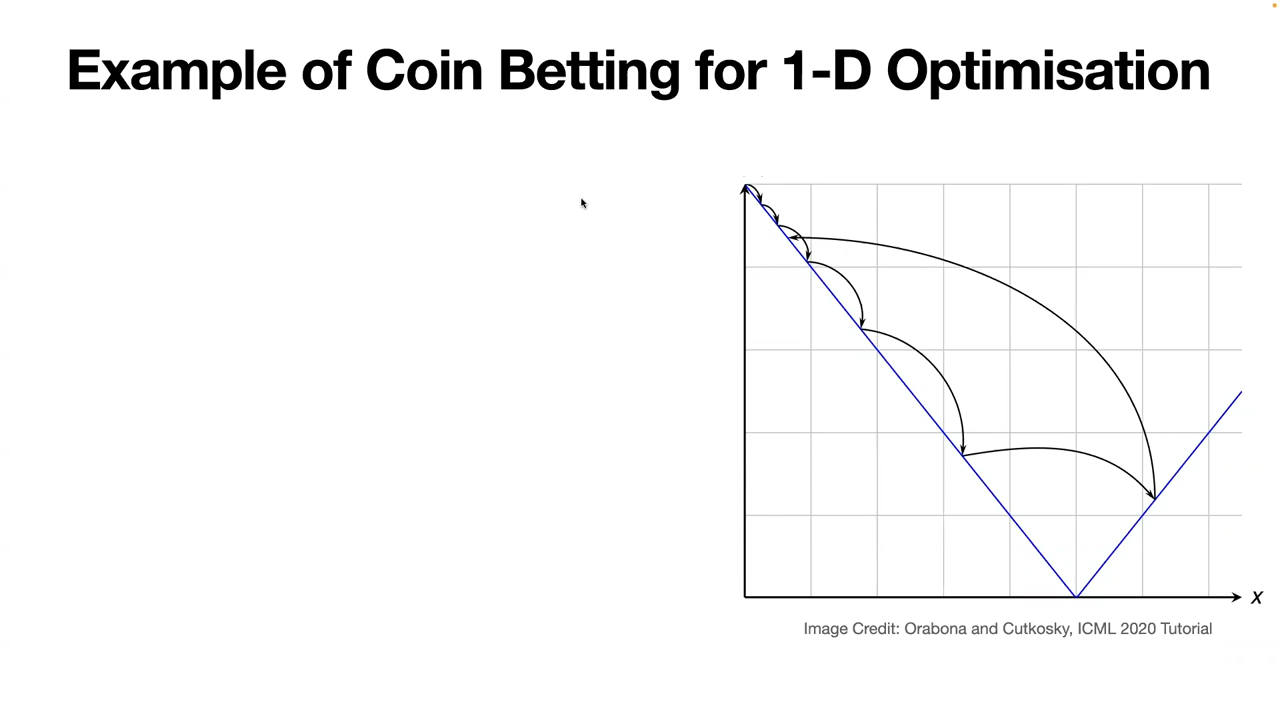 Example of Coin Betting for 1-D Optimisation
x
Image Credit: Orabona and Cutkosky, ICML 2020 Tutorial